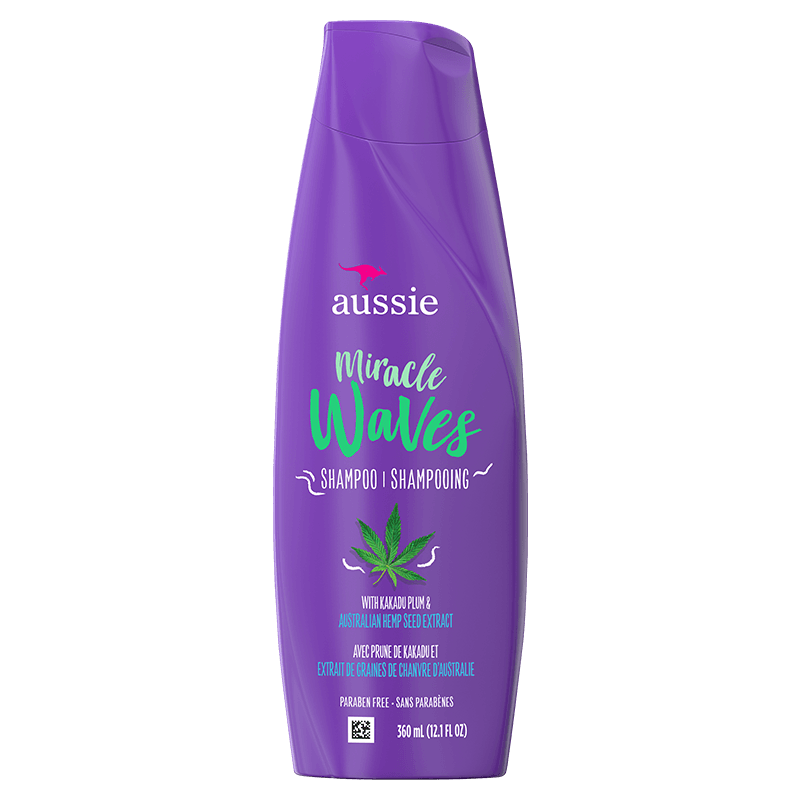 aussie
Miracle
Waves
SHAMPOO | SHAMPOOING
WITH KAKADU PLUM &
AUSTRALIAN HEMP SEED EXTRACT
AVEC PRUNE DE KAKADU ET
EXTRAIT DE GRAINES DE CHANVRE D'AUSTRALIE
PARABEN FREE • SANS PARABÈNES
360 mL (12.1 FL OZ)